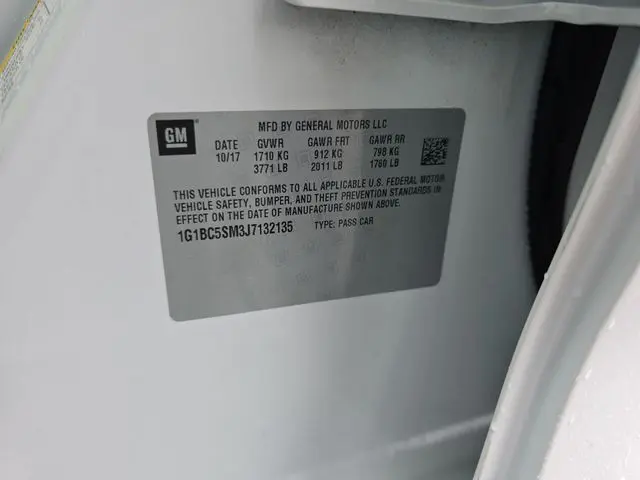 GM
MFD BY GENERAL MOTORS LLC
DATE GVWR GAWR FRT GAWR RR
10/17 1710 KG 912 KG 798 KG
3771 LB 2011 LB 1760 LB
THIS VEHICLE CONFORMS TO ALL APPLICABLE U.S. FEDERAL MOTOR
VEHICLE SAFETY, BUMPER, AND THEFT PREVENTION STANDARDS IN
EFFECT ON THE DATE OF MANUFACTURE SHOWN ABOVE.
1G1BC5SM3J7132135 TYPE: PASS CAR